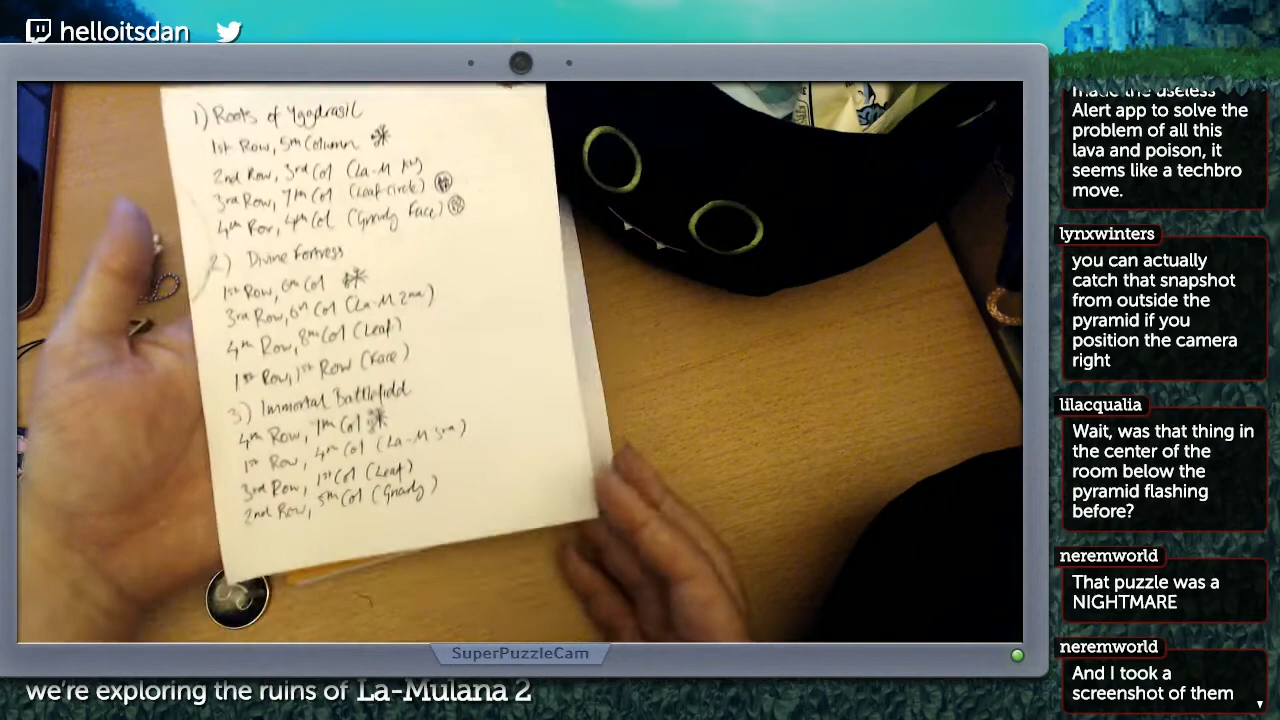 helloitsdan
1) Roots of Yggdrasil
1st Row, 5th Column
2nd Row, 3rd Col (La-M
3rd Row, 7th Col (Leaf circle)
4th Row, 4th Col (Gnarly Face)
2) Divine Fortress
1st Row, 6th Col
3rd Row, 6th Col (La-M 2nd)
4th Row, 8th Col (Leaf)
1st Row, 1st Row (Face)
3) Immortal Battlefield
4th Row, 7th Col
1st Row, 4th Col (La-M 3rd)
3rd Row, 1st Col (Leaf)
2nd Row, 5th Col (Gnarly)
SuperPuzzleCam
we're exploring the ruins of La-Mulana 2
made the useless
Alert app to solve the
problem of all this
lava and poison, it
seems like a techbro
move.
lynxwinters
you can actually
catch that snapshot
from outside the
pyramid if you
position the camera
right
lilacqualia
Wait, was that thing in
the center of the
room below the
pyramid flashing
before?
neremworld
That puzzle was a
NIGHTMARE
neremworld
And I took a
screenshot of them